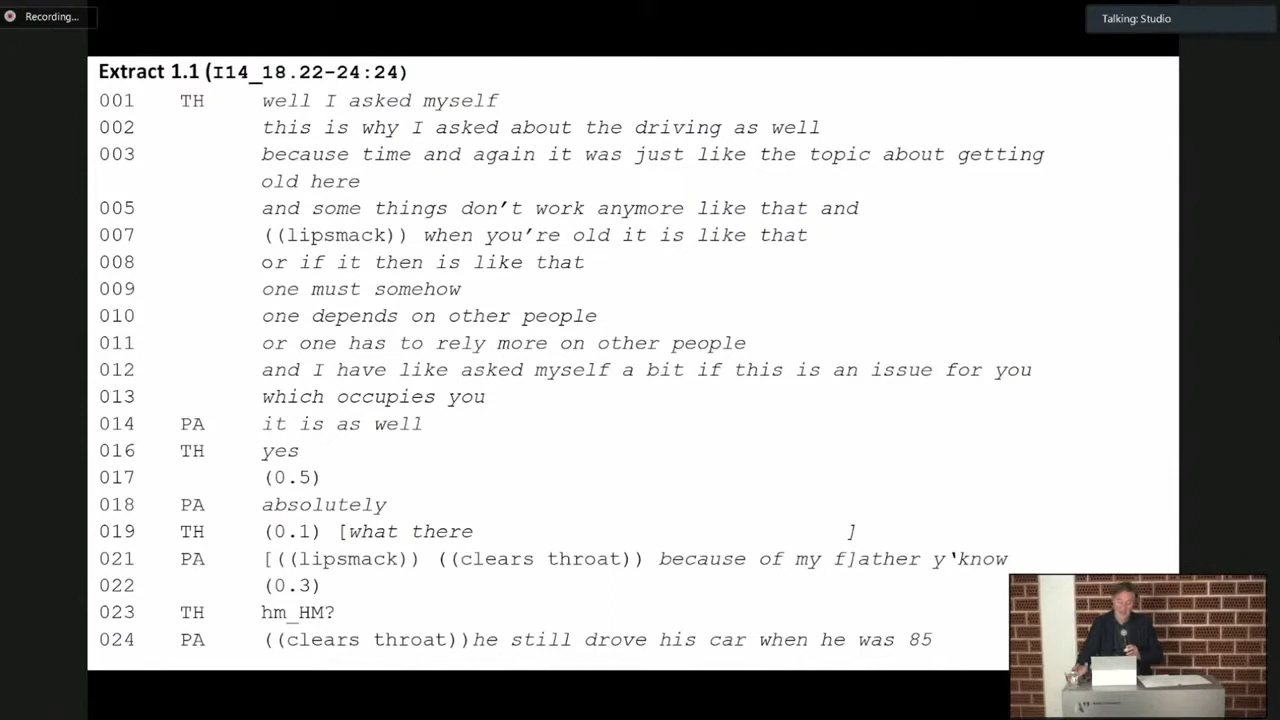 Recording...
Talking: Studio
Extract 1.1 (I14_18.22-24:24)
001 TH well I asked myself
002 this is why I asked about the driving as well
003 because time and again it was just like the topic about getting
old here
005 and some things don't work anymore like that and
007 ((lipsmack)) when you're old it is like that
008 or if it then is like that
009 one must somehow
010 one depends on other people
011 or one has to rely more on other people
012 and I have like asked myself a bit if this is an issue for you
013 which occupies you
014 PA it is as well
016 TH yes
017 (0.5)
018 PA absolutely
019 TH (0.1) [what there ]
021 PA [((lipsmack)) ((clears throat)) because of my f]ather y'know
022 (0.3)
023 TH hm_HM?
024 PA ((clears throat))he still drove his car when he was 85